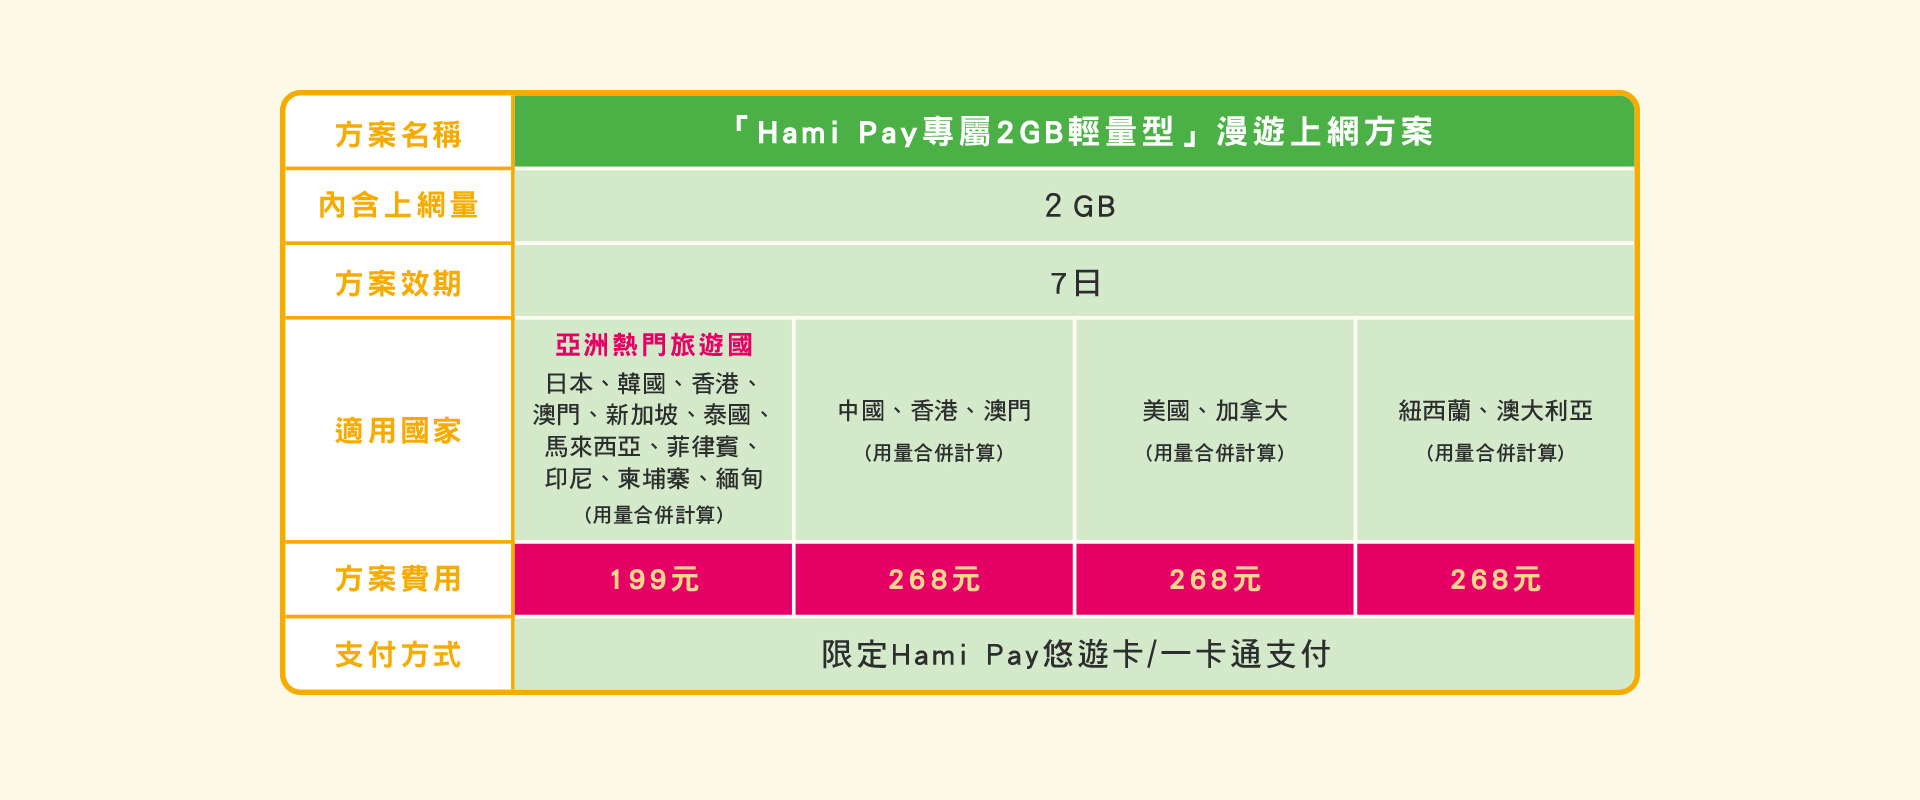 方案名稱
「Hami Pay專屬2GB輕量型」漫遊上網方案
內含上網量
2 GB
方案效期
7日
適用國家
亞洲熱門旅遊國
日本、韓國、香港、
澳門、新加坡、泰國、
馬來西亞、菲律賓、
印尼、柬埔寨、緬甸
（用量合併計算）
中國、香港、澳門
（用量合併計算）
美國、加拿大
（用量合併計算）
紐西蘭、澳大利亞
（用量合併計算）
方案費用
199元
268元
268元
268元
支付方式
限定Hami Pay悠遊卡/一卡通支付